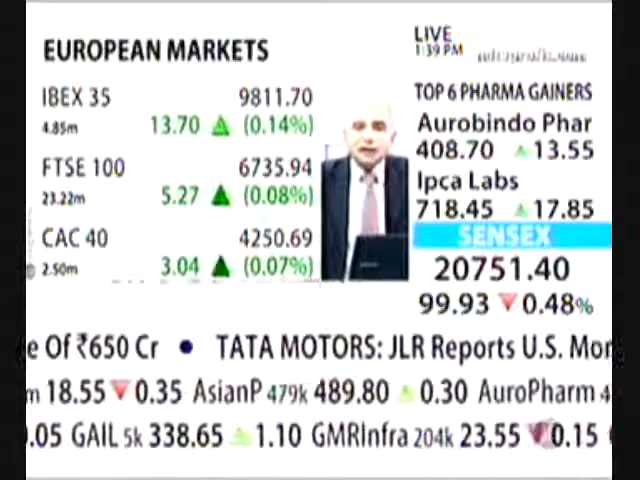 EUROPEAN MARKETS
IBEX 35 9811.70
4.85m 13.70 ▲ (0.14%)
FTSE 100 6735.94
23.22m 5.27 ▲ (0.08%)
CAC 40 4250.69
2.50m 3.04 ▲ (0.07%)
LIVE
1:39 PM
TOP 6 PHARMA GAINERS
Aurobindo Phar
408.70 ▲ 13.55
Ipca Labs
718.45 ▲ 17.85
SENSEX
20751.40
99.93 ▼ 0.48%
e Of ₹650 Cr ● TATA MOTORS: JLR Reports U.S. Mon
m 18.55 ▼ 0.35 AsianP 479k 489.80 ▲ 0.30 AuroPharm 4
.05 GAIL 5k 338.65 ▲ 1.10 GMRInfra 204k 23.55 ▼ 0.15